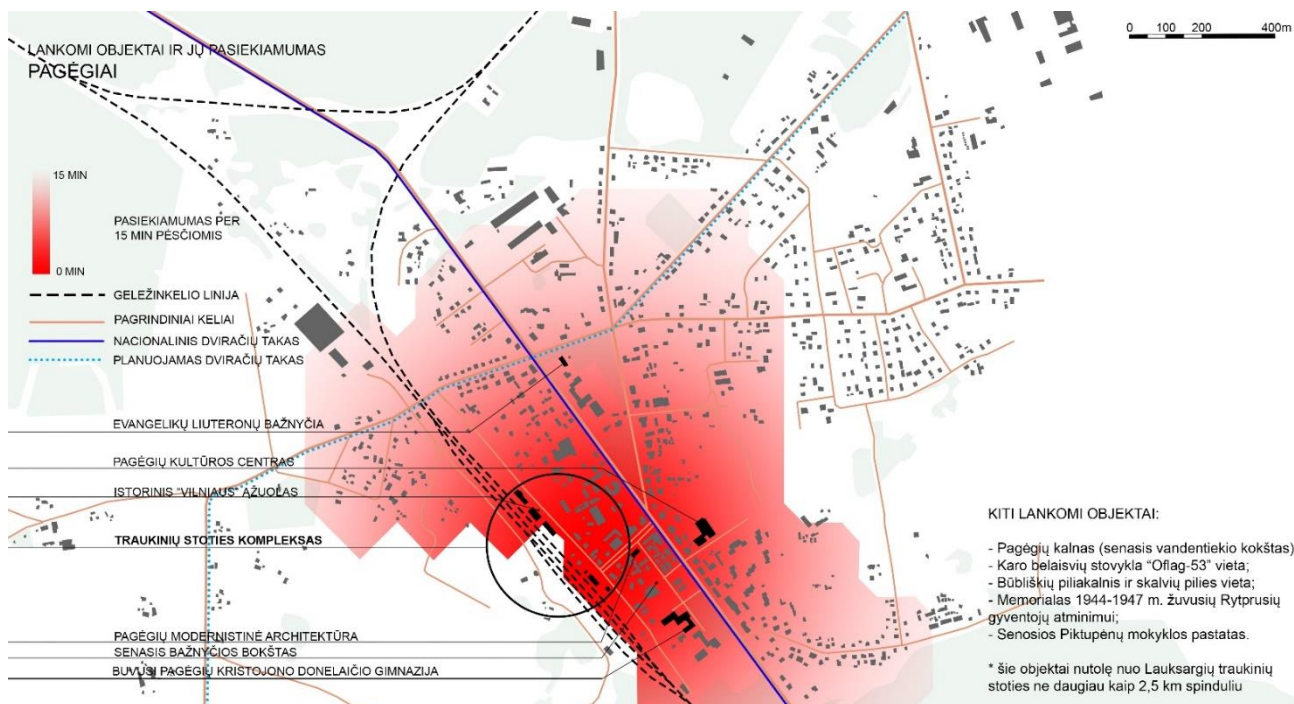 LANKOMI OBJEKTAI IR JŲ PASIEKIAMUMAS
PAGĖGIAI
0 100 200 400m
15 MIN
PASIEKIAMUMAS PER
15 MIN PĖSČIOMIS
0 MIN
GELEŽINKELIO LINIJA
PAGRINDINIAI KELIAI
NACIONALINIS DVIRAČIŲ TAKAS
PLANUOJAMAS DVIRAČIŲ TAKAS
EVANGELIKŲ LIUTERONŲ BAŽNYČIA
PAGĖGIŲ KULTŪROS CENTRAS
ISTORINIS "VILNIAUS" ĄŽUOLAS
TRAUKINIŲ STOTIES KOMPLEKSAS
PAGĖGIŲ MODERNISTINĖ ARCHITEKTŪRA
SENASIS BAŽNYČIOS BOKŠTAS
BUVUSI PAGĖGIŲ KRISTOJONO DONELAIČIO GIMNAZIJA
KITI LANKOMI OBJEKTAI:
- Pagėgių kalnas (senasis vandentiekio kokštas)
- Karo belaisvių stovykla "Oflag-53" vieta;
- Būbliškių piliakalnis ir skalvių pilies vieta;
- Memorialas 1944-1947 m. žuvusių Rytprusių
gyventojų atminimui;
- Senosios Piktupėnų mokyklos pastatas.
* šie objektai nutolę nuo Lauksargių traukinių
stoties ne daugiau kaip 2,5 km spinduliu